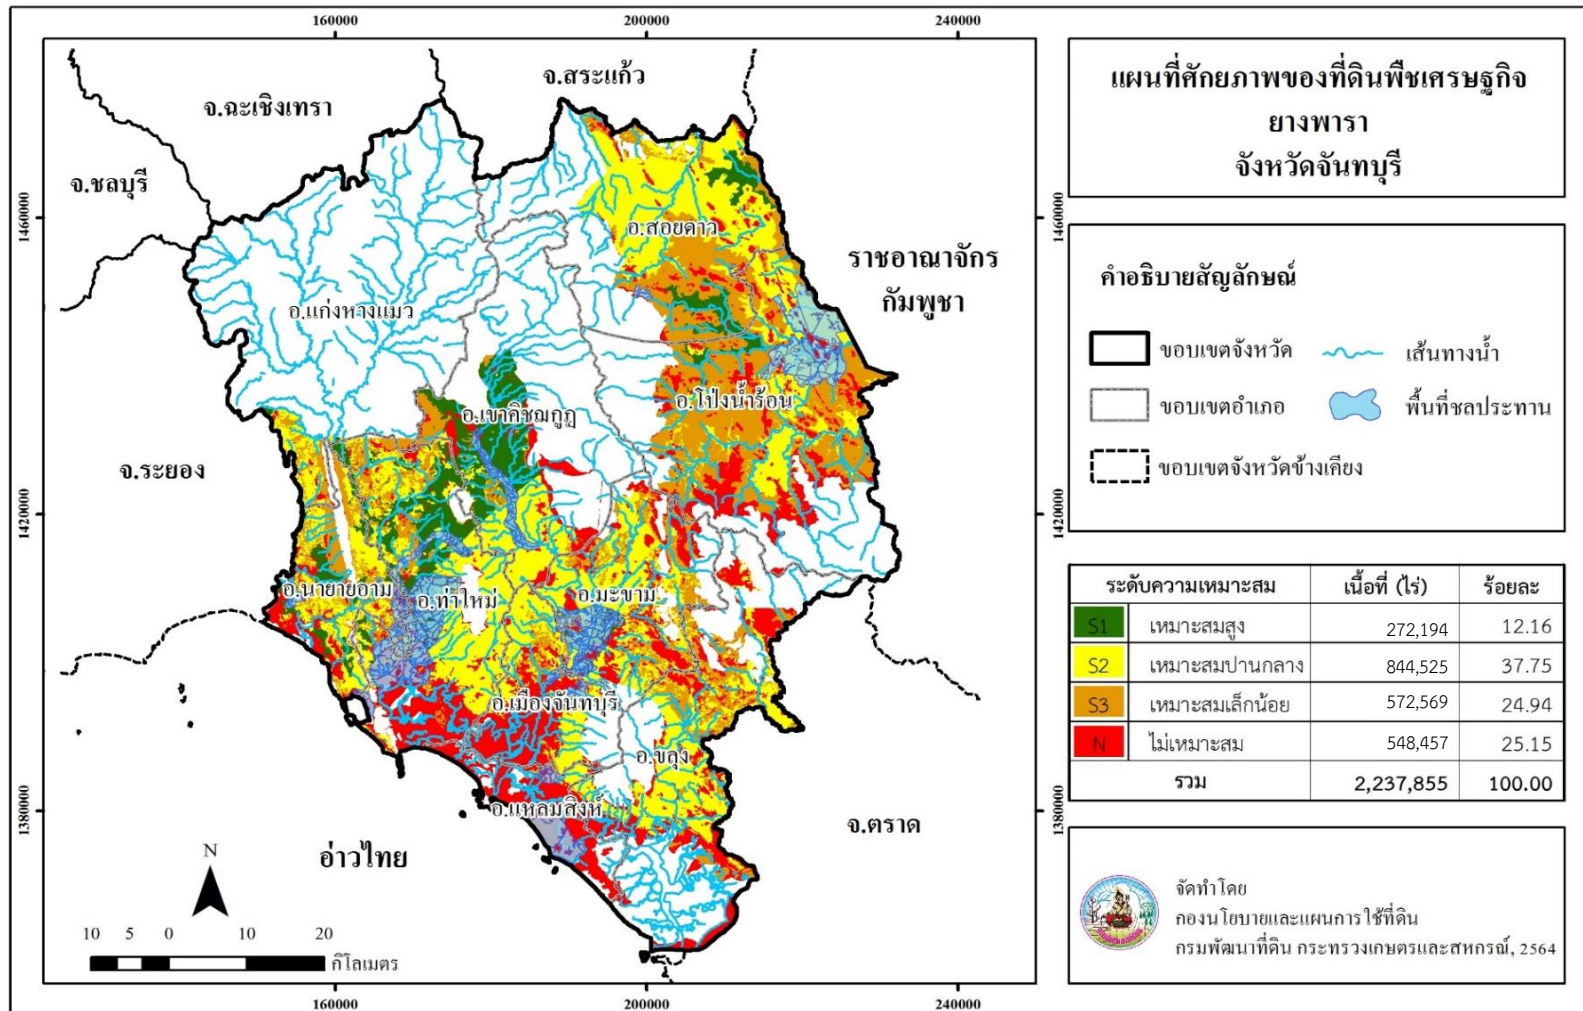 160000 200000 240000
จ.สระแก้ว
จ.ฉะเชิงเทรา
จ.ชลบุรี
1460000 1460000
อ.สอยดาว
ราชอาณาจักร
กัมพูชา
อ.แก่งหางแมว
อ.เขาคิชฌกูฏ
อ.โป่งน้ำร้อน
จ.ระยอง
1420000 1420000
อ.นายายอาม
อ.ท่าใหม่
อ.มะขาม
อ.เมืองจันทบุรี
อ.ขลุง
อ.แหลมสิงห์
1380000 1380000
จ.ตราด
อ่าวไทย
N
10 5 0 10 20
กิโลเมตร
160000 200000 240000
แผนที่ศักยภาพของที่ดินพืชเศรษฐกิจ
ยางพารา
จังหวัดจันทบุรี
คำอธิบายสัญลักษณ์
ขอบเขตจังหวัด เส้นทางน้ำ
ขอบเขตอำเภอ พื้นที่ชลประทาน
ขอบเขตจังหวัดข้างเคียง
ระดับความเหมาะสม เนื้อที่ (ไร่) ร้อยละ
S1 เหมาะสมสูง 272,194 12.16
S2 เหมาะสมปานกลาง 844,525 37.75
S3 เหมาะสมเล็กน้อย 572,569 24.94
N ไม่เหมาะสม 548,457 25.15
รวม 2,237,855 100.00
จัดทำโดย
กองนโยบายและแผนการใช้ที่ดิน
กรมพัฒนาที่ดิน กระทรวงเกษตรและสหกรณ์, 2564